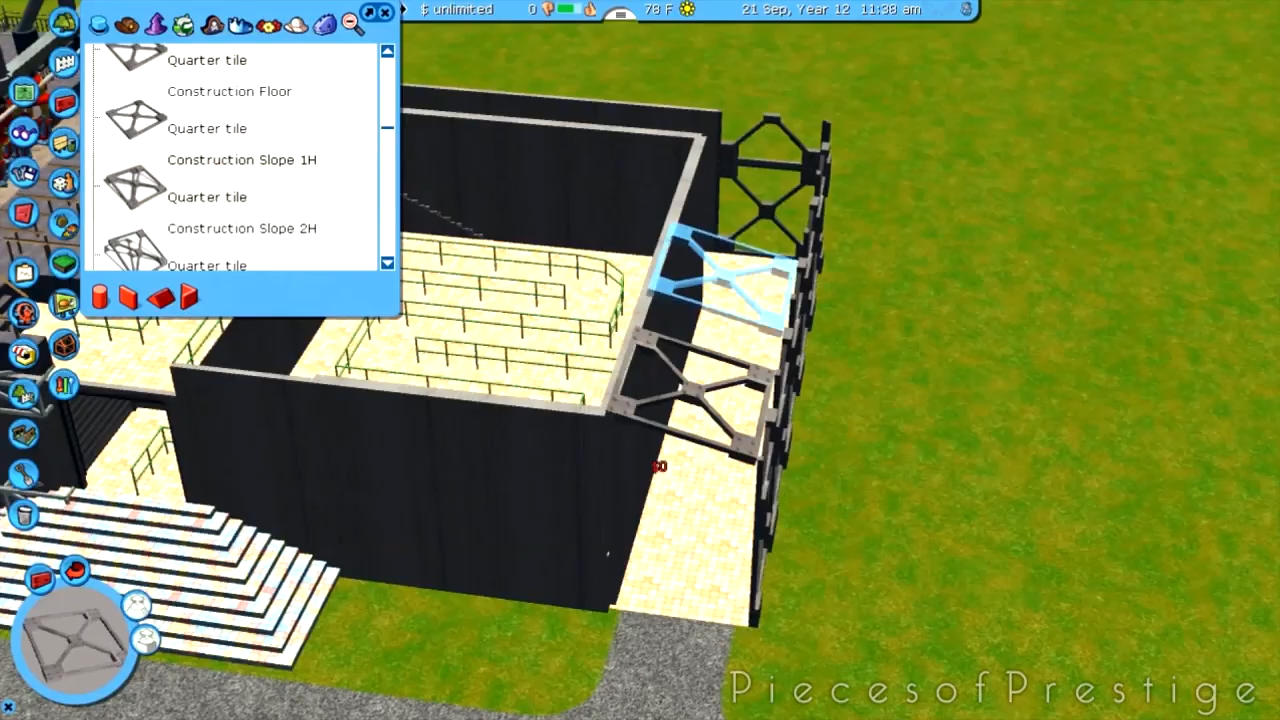 $ unlimited 0 78 F 21 Sep, Year 12 11:38 am
Quarter tile
Construction Floor
Quarter tile
Construction Slope 1H
Quarter tile
Construction Slope 2H
Quarter tile
$0
PiecesofPrestige